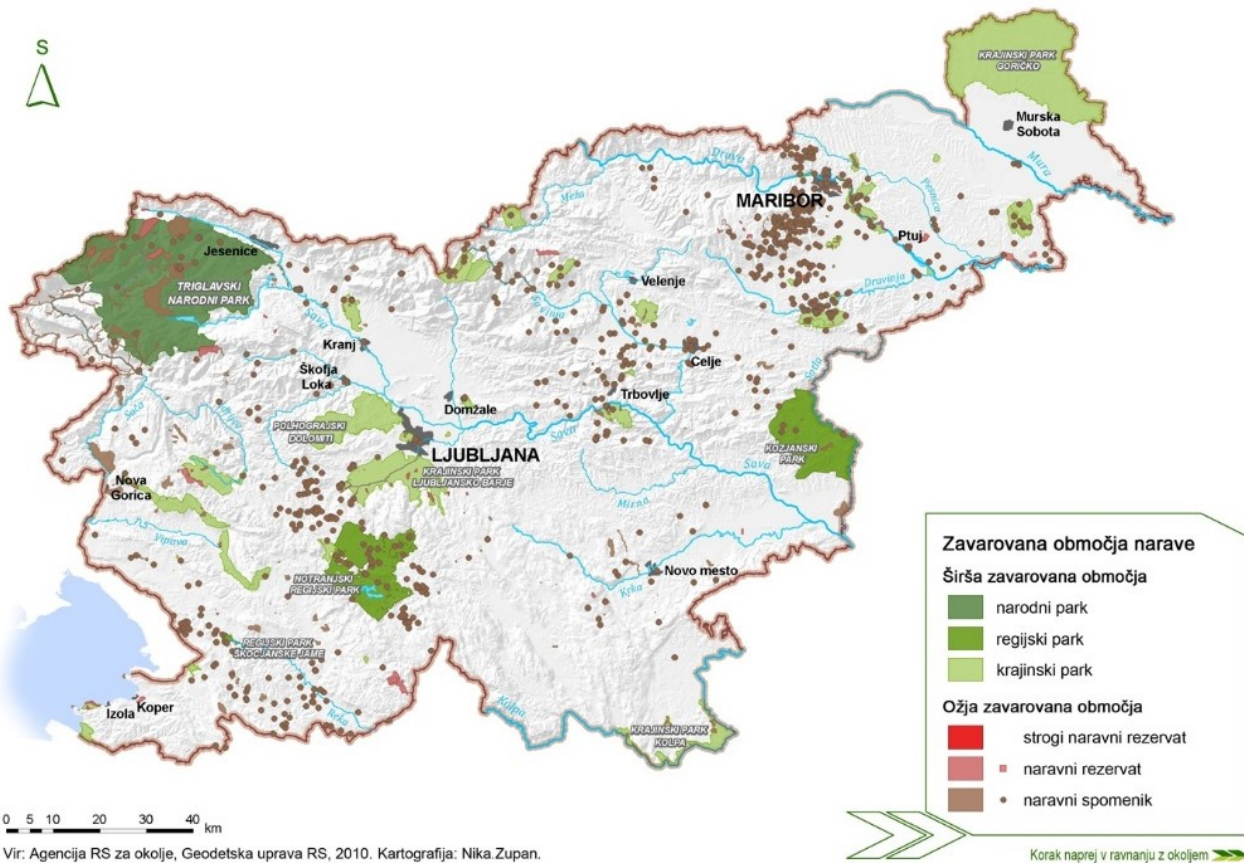 S
KRAJINSKI PARK
GORIČKO
Murska
Sobota
Mura
Drava
Meža
MARIBOR
Pesnica
Ptuj
Jesenice
TRIGLAVSKI
NARODNI PARK
Velenje
Dravinja
Savinja
Sava
Kranj
Celje
Sotla
Škofja
Loka
Trbovlje
Domžale
Soča
Idrijca
POLHOGRAJSKI
DOLOMITI
LJUBLJANA
Sava
KRAJINSKI PARK
LJUBLJANSKO BARJE
KOZJANSKI
PARK
Sava
Nova
Gorica
Mirna
Vipava
NOTRANJSKI
REGIJSKI PARK
Novo mesto
Krka
REGIJSKI PARK
ŠKOCJANSKE JAME
Izola
Koper
Reka
Kolpa
KRAJINSKI PARK
KOLPA
Zavarovana območja narave
Širša zavarovana območja
narodni park
regijski park
krajinski park
Ožja zavarovana območja
strogi naravni rezervat
naravni rezervat
naravni spomenik
0 5 10 20 30 40 km
Vir: Agencija RS za okolje, Geodetska uprava RS, 2010. Kartografija: Nika.Zupan.
Korak naprej v ravnanju z okoljem